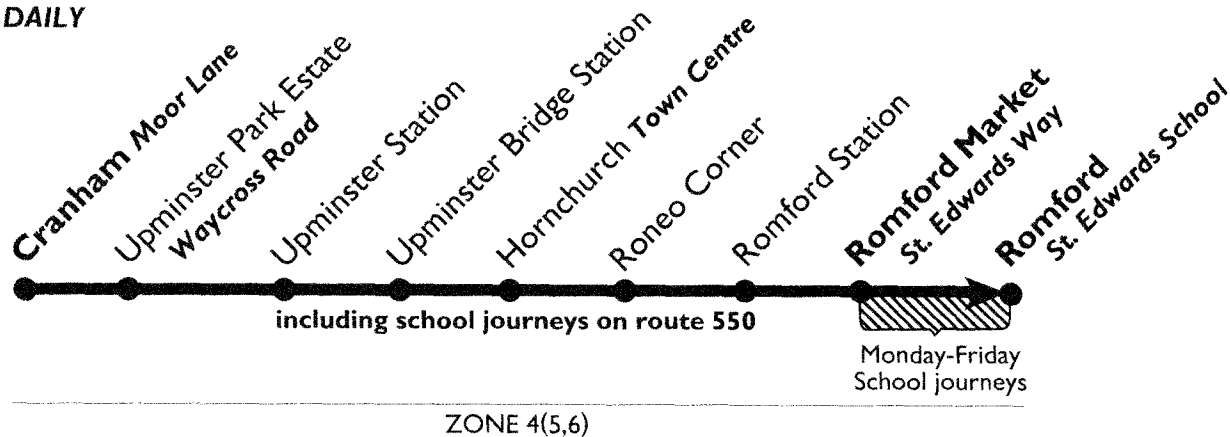 DAILY
Cranham Moor Lane
Upminster Park Estate
Waycross Road
Upminster Station
Upminster Bridge Station
Hornchurch Town Centre
Roneo Corner
Romford Station
Romford Market
St. Edwards Way
Romford
St. Edwards School
including school journeys on route 550
Monday-Friday
School journeys
ZONE 4(5,6)